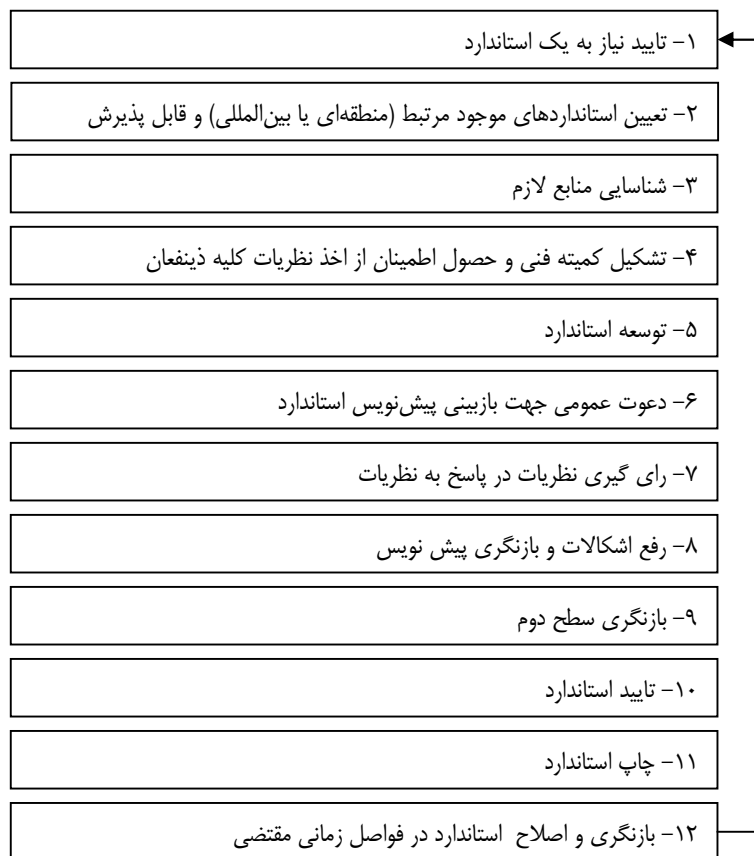 ۱- تایید نیاز به یک استاندارد
۲- تعیین استانداردهای موجود مرتبط (منطقه‌ای یا بین‌المللی) و قابل پذیرش
۳- شناسایی منابع لازم
۴- تشکیل کمیته فنی و حصول اطمینان از اخذ نظریات کلیه ذینفعان
۵- توسعه استاندارد
۶- دعوت عمومی جهت بازبینی پیش‌نویس استاندارد
۷- رای گیری نظریات در پاسخ به نظریات
۸- رفع اشکالات و بازنگری پیش نویس
۹- بازنگری سطح دوم
۱۰- تایید استاندارد
۱۱- چاپ استاندارد
۱۲- بازنگری و اصلاح استاندارد در فواصل زمانی مقتضی